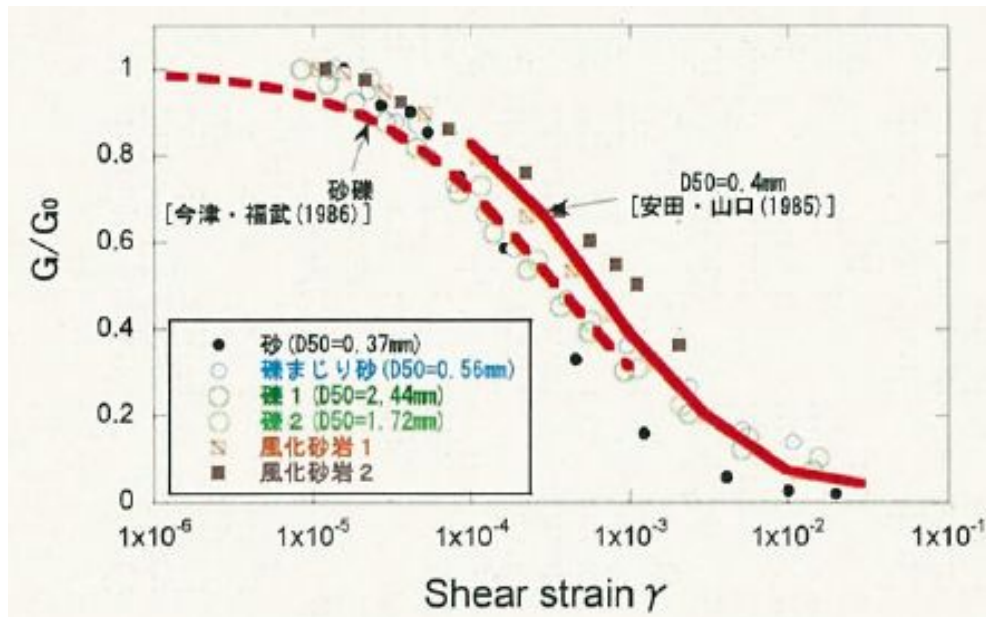 G/G0
1
0.8
0.6
0.4
0.2
0
砂礫
[今津・福武(1986)]
D50=0.4mm
[安田・山口(1985)]
砂(D50=0.37mm)
礫まじり砂(D50=0.56mm)
礫1(D50=2,44mm)
礫2(D50=1.72mm)
風化砂岩1
風化砂岩2
1x10-6
1x10-5
1x10-4
1x10-3
1x10-2
1x10-1
Shear strain γ